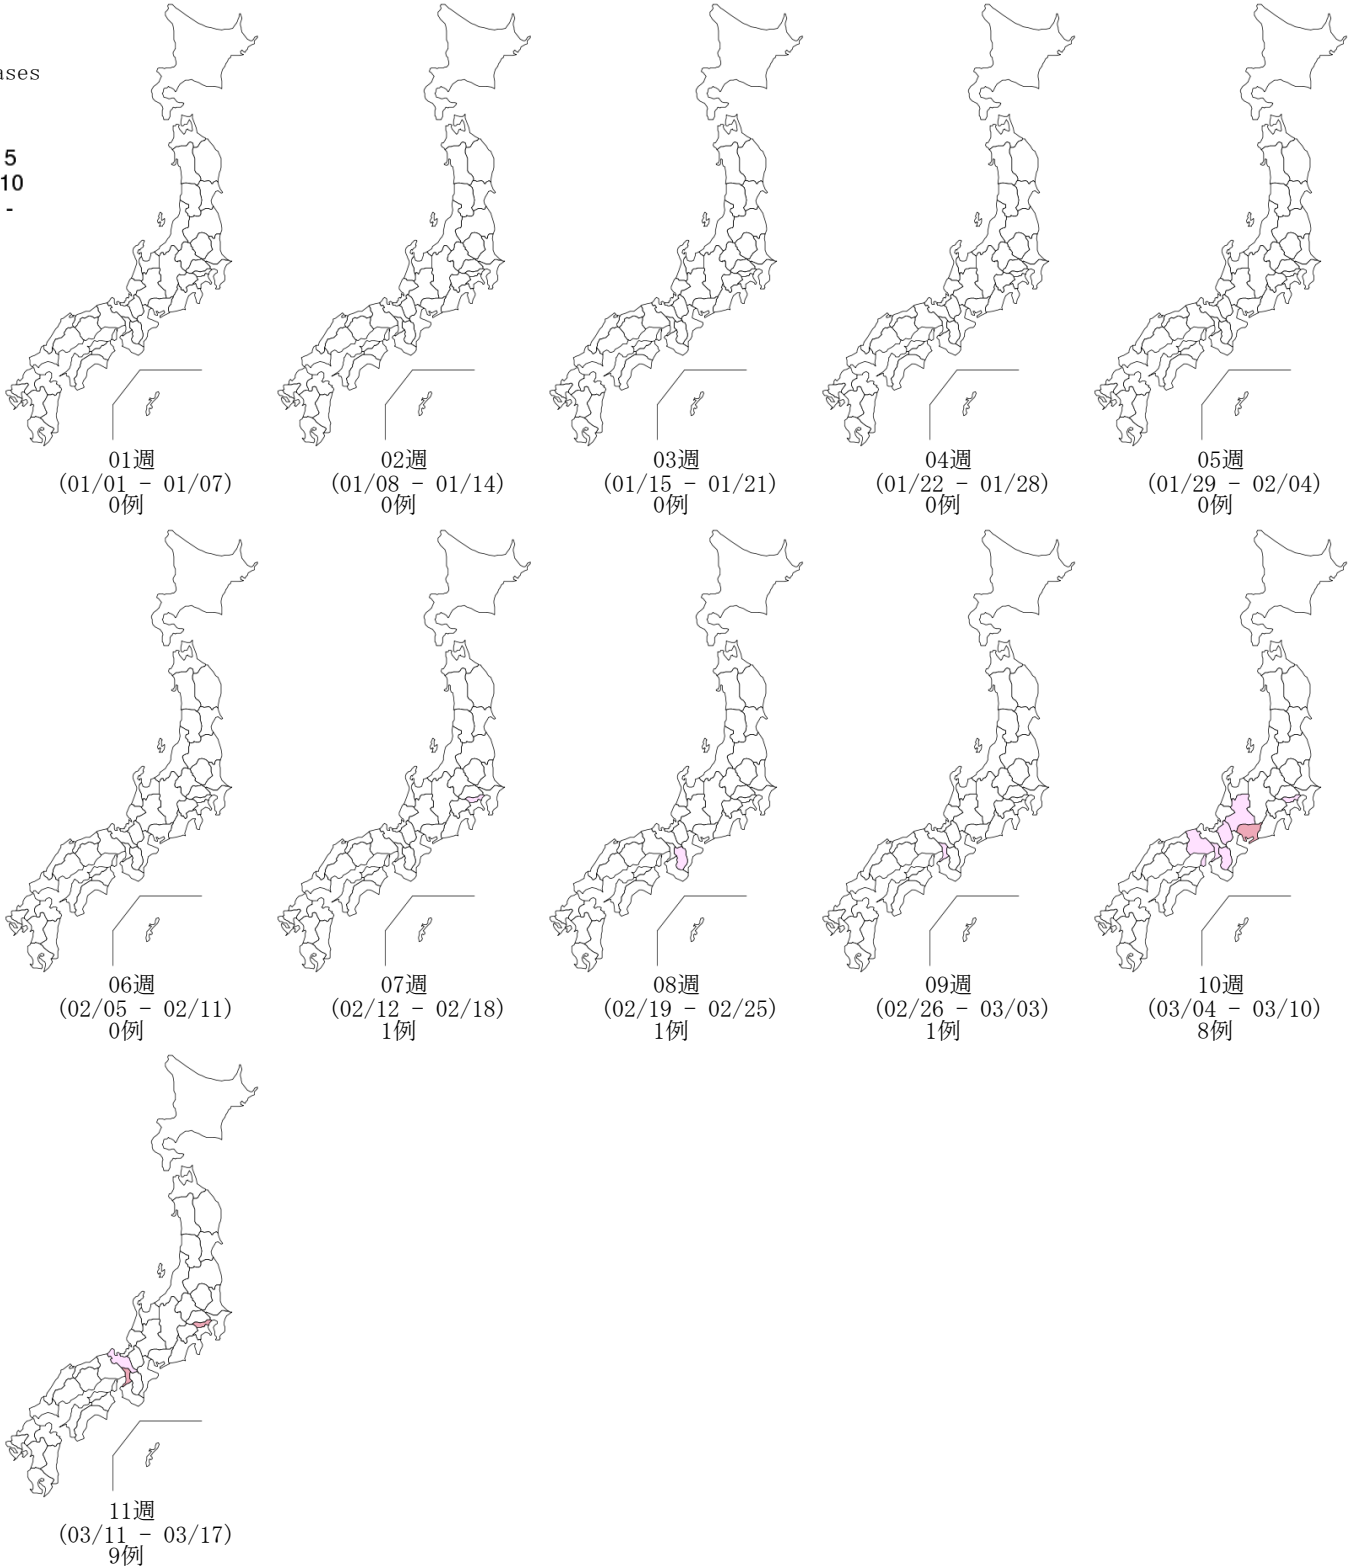 ases
5
10
-
01週
(01/01 - 01/07)
0例
02週
(01/08 - 01/14)
0例
03週
(01/15 - 01/21)
0例
04週
(01/22 - 01/28)
0例
05週
(01/29 - 02/04)
0例
06週
(02/05 - 02/11)
0例
07週
(02/12 - 02/18)
1例
08週
(02/19 - 02/25)
1例
09週
(02/26 - 03/03)
1例
10週
(03/04 - 03/10)
8例
11週
(03/11 - 03/17)
9例